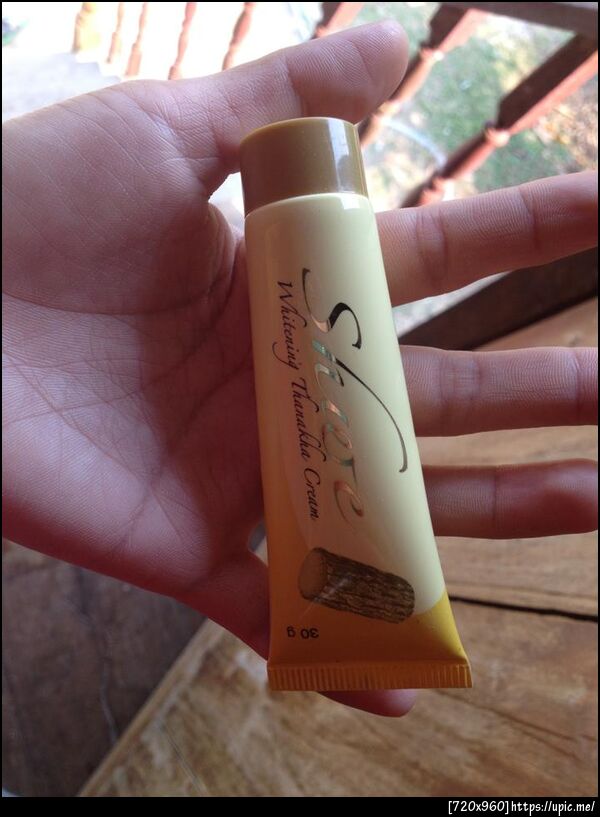 Shwe
Whitening Thanakha Cream
30 g
[720x960]https://upic.me/